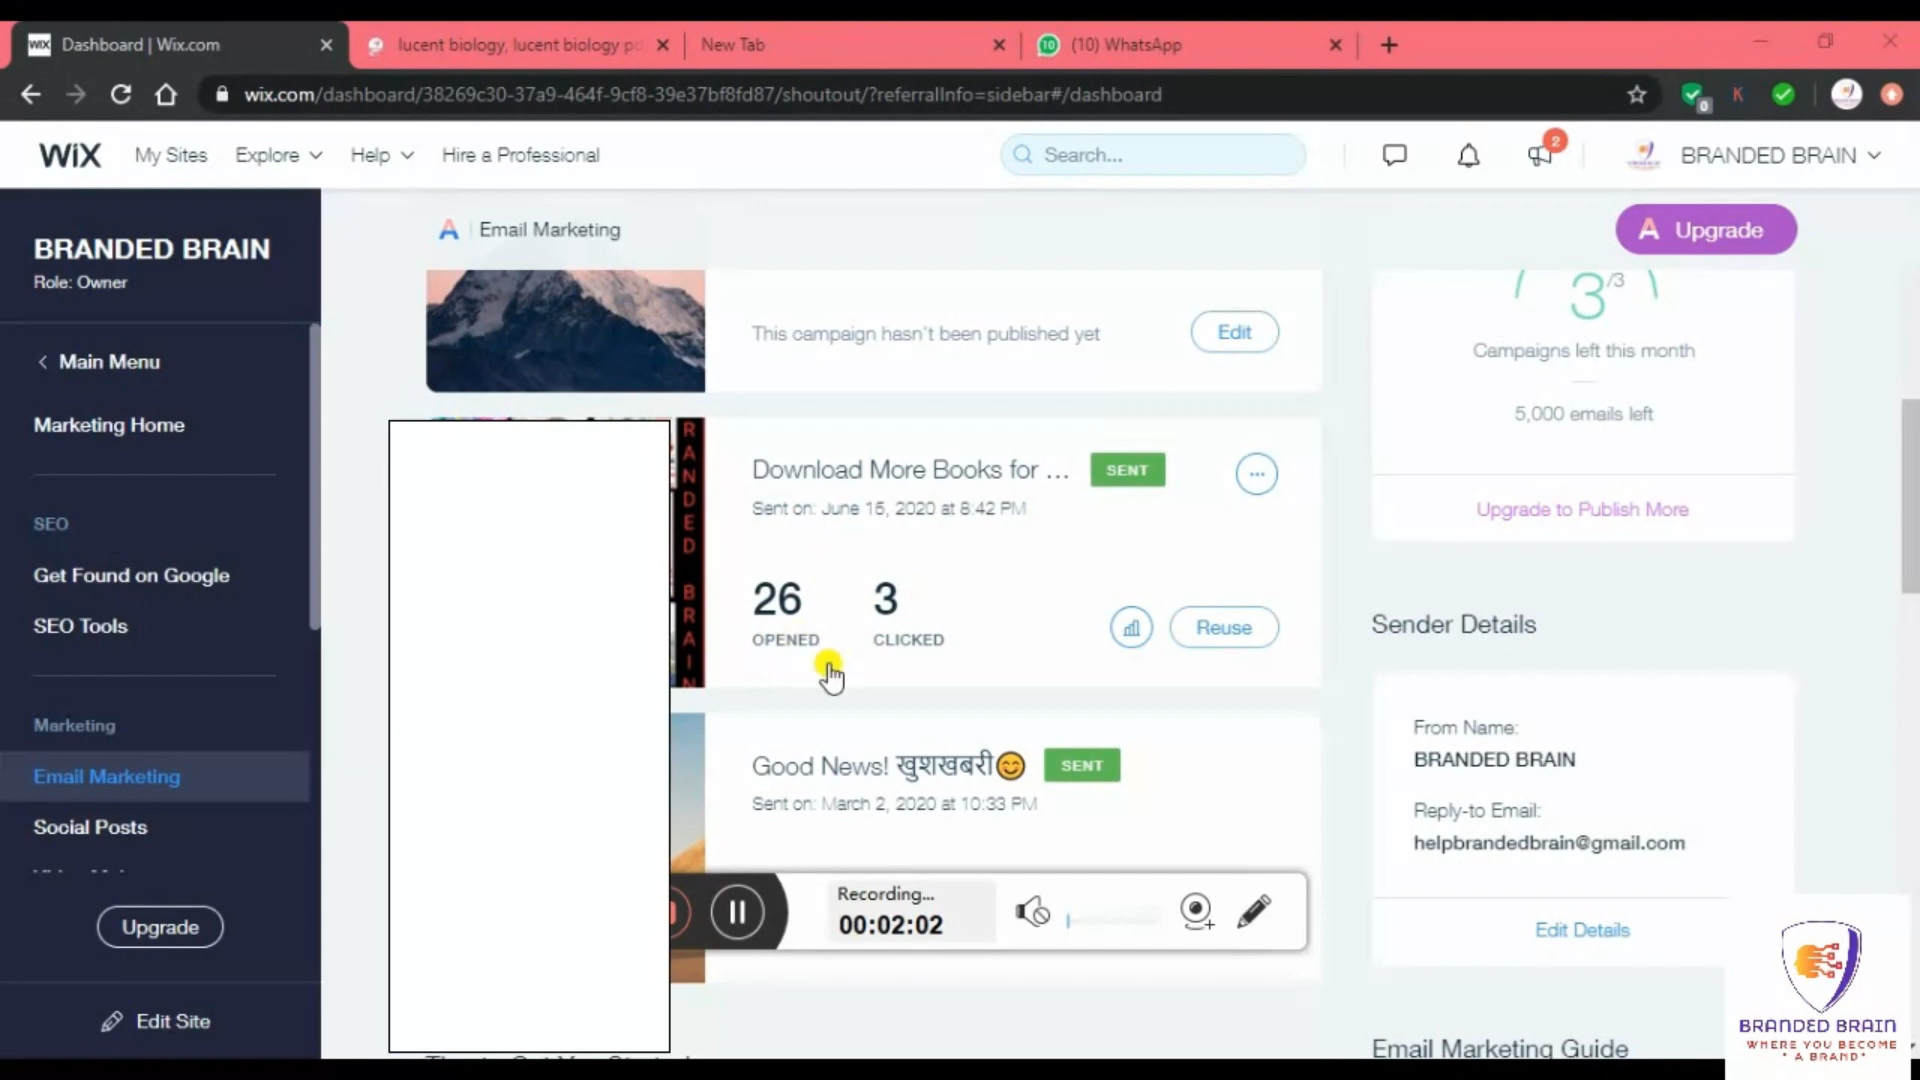 Dashboard | Wix.com
lucent biology, lucent biology po
New Tab
(10) WhatsApp
wix.com/dashboard/38269c30-37a9-464f-9cf8-39e37bf8fd87/shoutout/?referralInfo=sidebar#/dashboard
WiX
My Sites
Explore
Help
Hire a Professional
Search...
2
BRANDED BRAIN
BRANDED BRAIN
Role: Owner
Main Menu
Marketing Home
SEO
Get Found on Google
SEO Tools
Marketing
Email Marketing
Social Posts
Upgrade
Edit Site
Email Marketing
Upgrade
This campaign hasn't been published yet
Edit
RANDED BRAIN
Download More Books for ...
SENT
Sent on: June 15, 2020 at 8:42 PM
26
OPENED
3
CLICKED
Reuse
Good News! खुशखबरी😊
SENT
Sent on: March 2, 2020 at 10:33 PM
Recording...
00:02:02
3/3
Campaigns left this month
5,000 emails left
Upgrade to Publish More
Sender Details
From Name:
BRANDED BRAIN
Reply-to Email:
helpbrandedbrain@gmail.com
Edit Details
Email Marketing Guide
BRANDED BRAIN
WHERE YOU BECOME
"A BRAND"